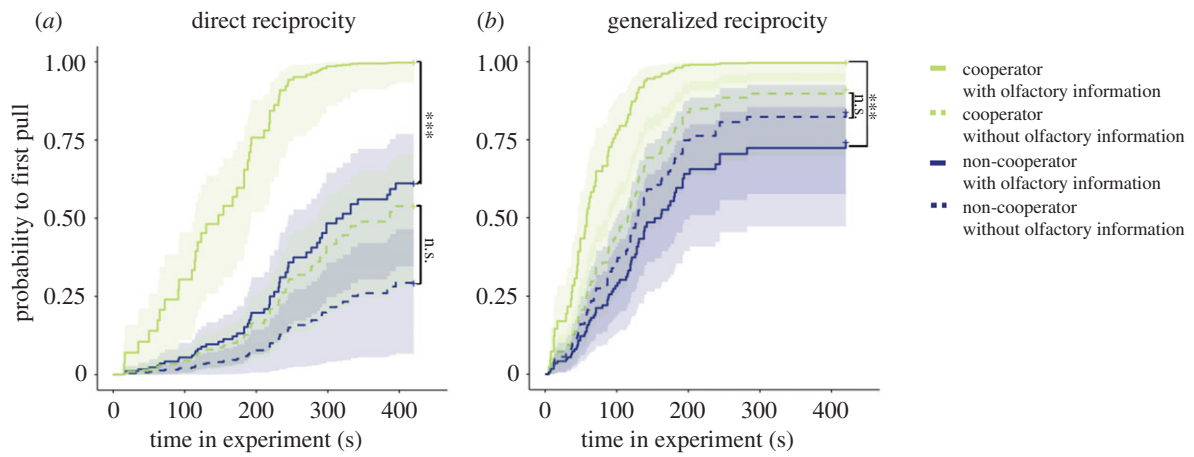 (a) direct reciprocity
(b) generalized reciprocity
probability to first pull
1.00
0.75
0.50
0.25
0
***
n.s.
0 100 200 300 400
time in experiment (s)
1.00
0.75
0.50
0.25
0
n.s.
***
0 100 200 300 400
time in experiment (s)
cooperator
with olfactory information
cooperator
without olfactory information
non-cooperator
with olfactory information
non-cooperator
without olfactory information